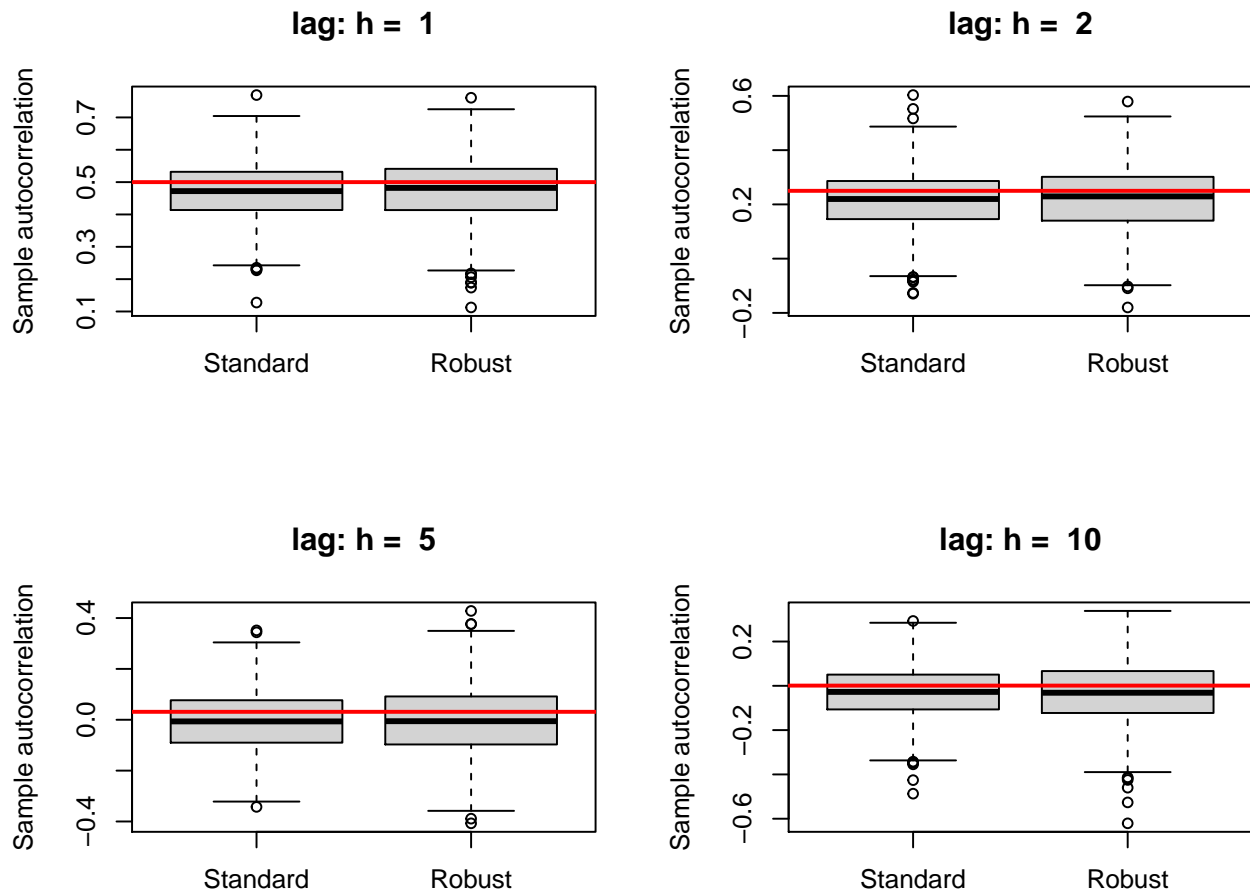 lag: h =  1
Sample autocorrelation
0.7
0.5
0.3
0.1
Standard
Robust
lag: h =  2
Sample autocorrelation
0.6
0.2
−0.2
Standard
Robust
lag: h =  5
Sample autocorrelation
0.4
0.0
−0.4
Standard
Robust
lag: h =  10
Sample autocorrelation
0.2
−0.2
−0.6
Standard
Robust